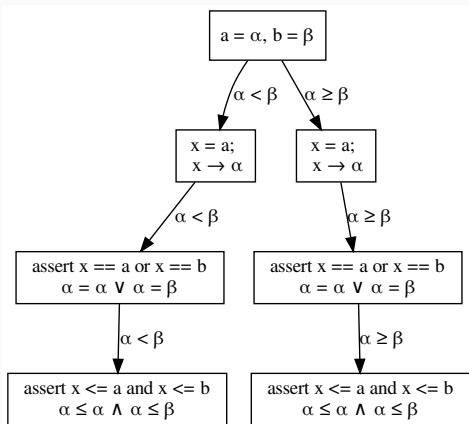 a = α, b = β
α < β
α ≥ β
x = a;
x → α
x = a;
x → α
α < β
α ≥ β
assert x == a or x == b
α = α ∨ α = β
assert x == a or x == b
α = α ∨ α = β
α < β
α ≥ β
assert x <= a and x <= b
α ≤ α ∧ α ≤ β
assert x <= a and x <= b
α ≤ α ∧ α ≤ β